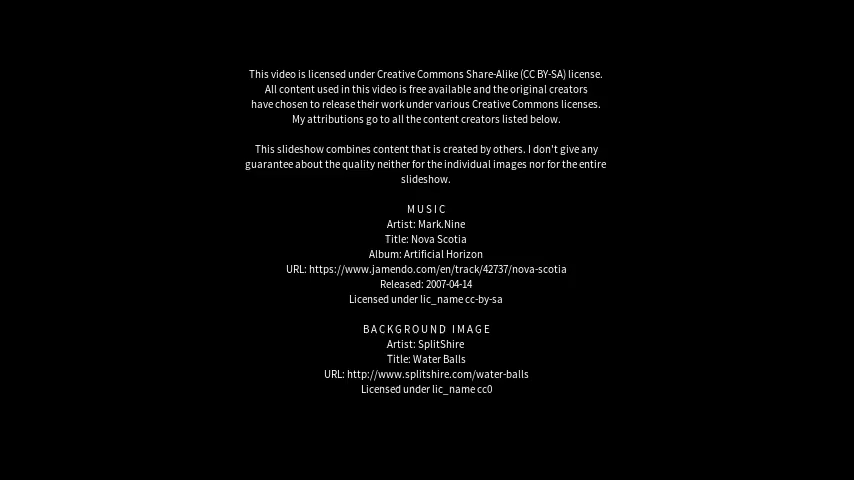 This video is licensed under Creative Commons Share-Alike (CC BY-SA) license.
All content used in this video is free available and the original creators
have chosen to release their work under various Creative Commons licenses.
My attributions go to all the content creators listed below.
This slideshow combines content that is created by others. I don't give any
guarantee about the quality neither for the individual images nor for the entire
slideshow.
MUSIC
Artist: Mark.Nine
Title: Nova Scotia
Album: Artificial Horizon
URL: https://www.jamendo.com/en/track/42737/nova-scotia
Released: 2007-04-14
Licensed under lic_name cc-by-sa
BACKGROUND IMAGE
Artist: SplitShire
Title: Water Balls
URL: http://www.splitshire.com/water-balls
Licensed under lic_name cc0